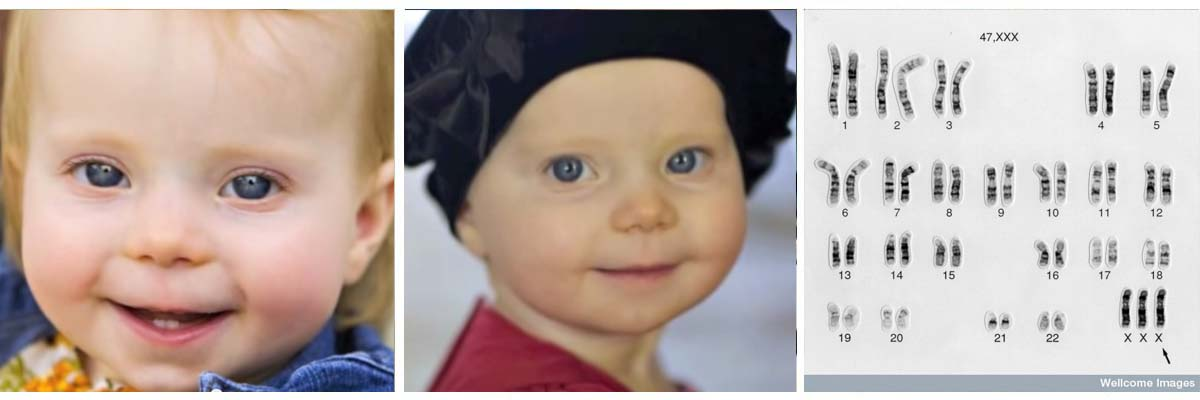 47,XXX
1 2 3 4 5
6 7 8 9 10 11 12
13 14 15 16 17 18
19 20 21 22 X X X
Wellcome Images